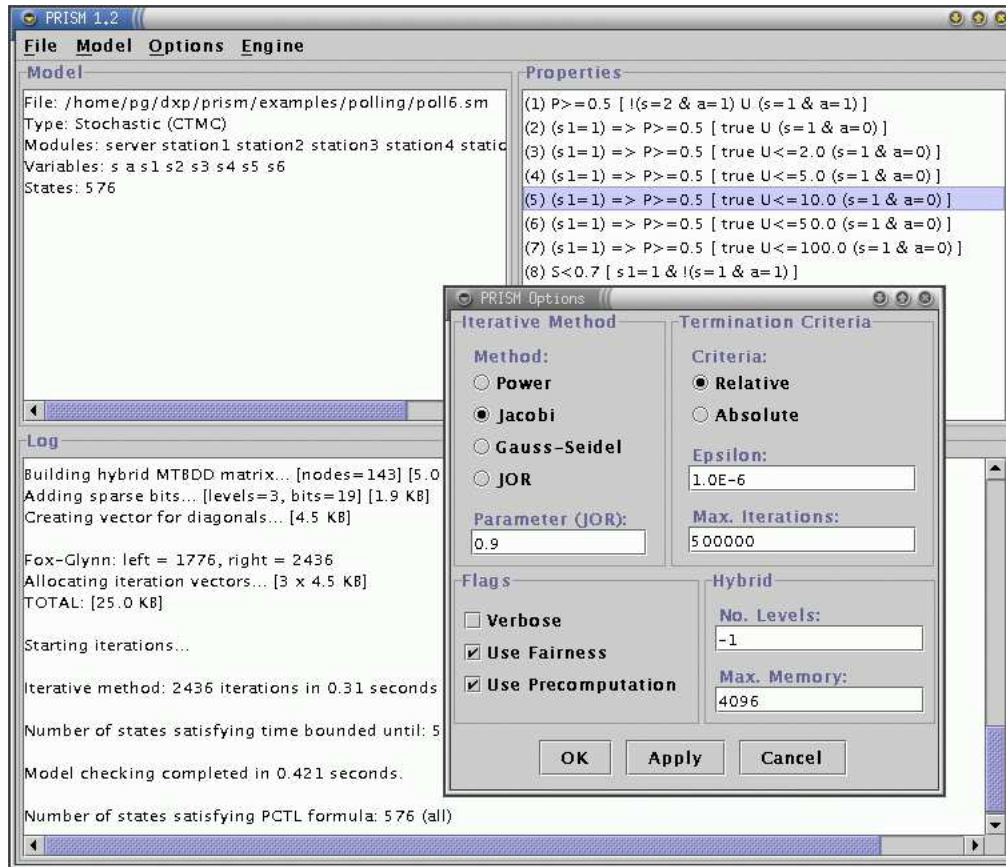 PRISM 1.2
File Model Options Engine
Model
File: /home/pg/dxp/prism/examples/polling/poll6.sm
Type: Stochastic (CTMC)
Modules: server station1 station2 station3 station4 static
Variables: s a s1 s2 s3 s4 s5 s6
States: 576
Properties
(1) P>=0.5 [ !(s=2 & a=1) U (s=1 & a=1) ]
(2) (s1=1) => P>=0.5 [ true U (s=1 & a=0) ]
(3) (s1=1) => P>=0.5 [ true U<=2.0 (s=1 & a=0) ]
(4) (s1=1) => P>=0.5 [ true U<=5.0 (s=1 & a=0) ]
(5) (s1=1) => P>=0.5 [ true U<=10.0 (s=1 & a=0) ]
(6) (s1=1) => P>=0.5 [ true U<=50.0 (s=1 & a=0) ]
(7) (s1=1) => P>=0.5 [ true U<=100.0 (s=1 & a=0) ]
(8) S<0.7 [ s1=1 & !(s=1 & a=1) ]
Log
Building hybrid MTBDD matrix... [nodes=143] [5.0
Adding sparse bits... [levels=3, bits=19] [1.9 KB]
Creating vector for diagonals... [4.5 KB]
Fox-Glynn: left = 1776, right = 2436
Allocating iteration vectors... [3 x 4.5 KB]
TOTAL: [25.0 KB]
Starting iterations...
Iterative method: 2436 iterations in 0.31 seconds
Number of states satisfying time bounded until: 5
Model checking completed in 0.421 seconds.
Number of states satisfying PCTL formula: 576 (all)
PRISM Options
Iterative Method
Method:
Power
Jacobi
Gauss-Seidel
JOR
Parameter (JOR):
0.9
Termination Criteria
Criteria:
Relative
Absolute
Epsilon:
1.0E-6
Max. Iterations:
500000
Flags
Verbose
Use Fairness
Use Precomputation
Hybrid
No. Levels:
-1
Max. Memory:
4096
OK Apply Cancel